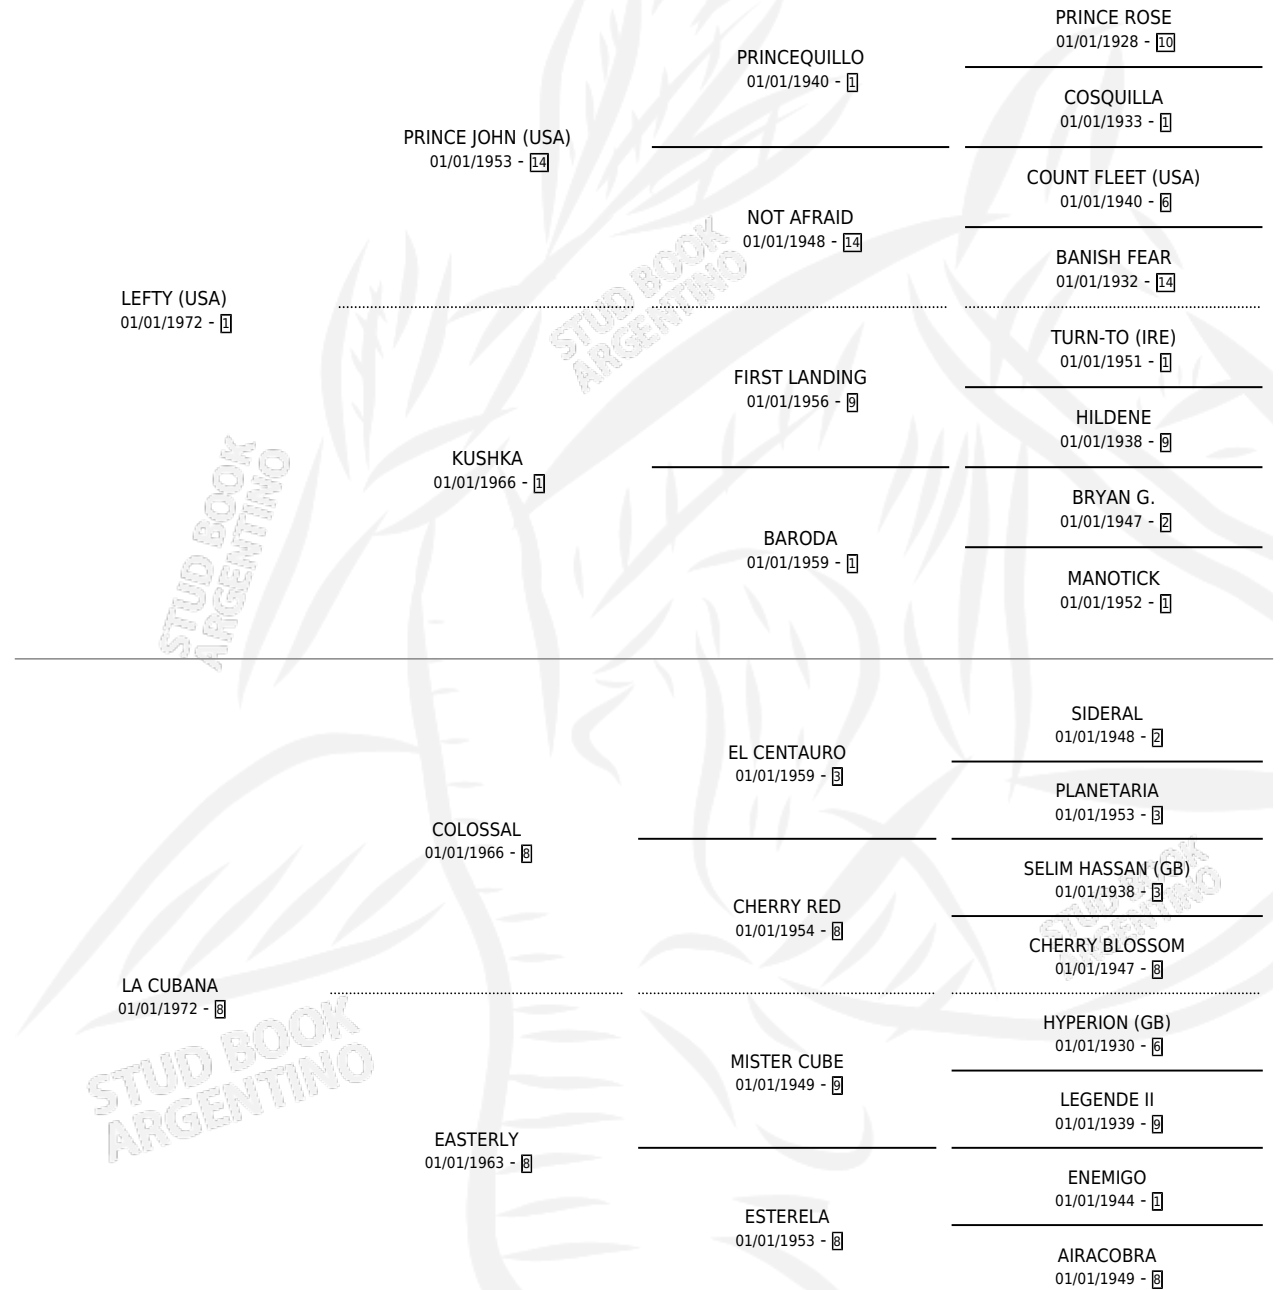 PRINCE ROSE
01/01/1928 - 10
PRINCEQUILLO
01/01/1940 - 1
COSQUILLA
01/01/1933 - 1
PRINCE JOHN (USA)
01/01/1953 - 14
COUNT FLEET (USA)
01/01/1940 - 6
NOT AFRAID
01/01/1948 - 14
BANISH FEAR
01/01/1932 - 14
LEFTY (USA)
01/01/1972 - 1
TURN-TO (IRE)
01/01/1951 - 1
FIRST LANDING
01/01/1956 - 9
HILDENE
01/01/1938 - 9
KUSHKA
01/01/1966 - 1
BRYAN G.
01/01/1947 - 2
BARODA
01/01/1959 - 1
MANOTICK
01/01/1952 - 1
STUD BOOK
ARGENTINO
STUD BOOK
ARGENTINO
SIDERAL
01/01/1948 - 2
EL CENTAURO
01/01/1959 - 3
PLANETARIA
01/01/1953 - 3
COLOSSAL
01/01/1966 - 8
SELIM HASSAN (GB)
01/01/1938 - 3
CHERRY RED
01/01/1954 - 8
CHERRY BLOSSOM
01/01/1947 - 8
LA CUBANA
01/01/1972 - 8
HYPERION (GB)
01/01/1930 - 6
MISTER CUBE
01/01/1949 - 9
LEGENDE II
01/01/1939 - 9
EASTERLY
01/01/1963 - 8
ENEMIGO
01/01/1944 - 1
ESTERELA
01/01/1953 - 8
AIRACOBRA
01/01/1949 - 8
STUD BOOK
ARGENTINO
STUD BOOK
ARGENTINO